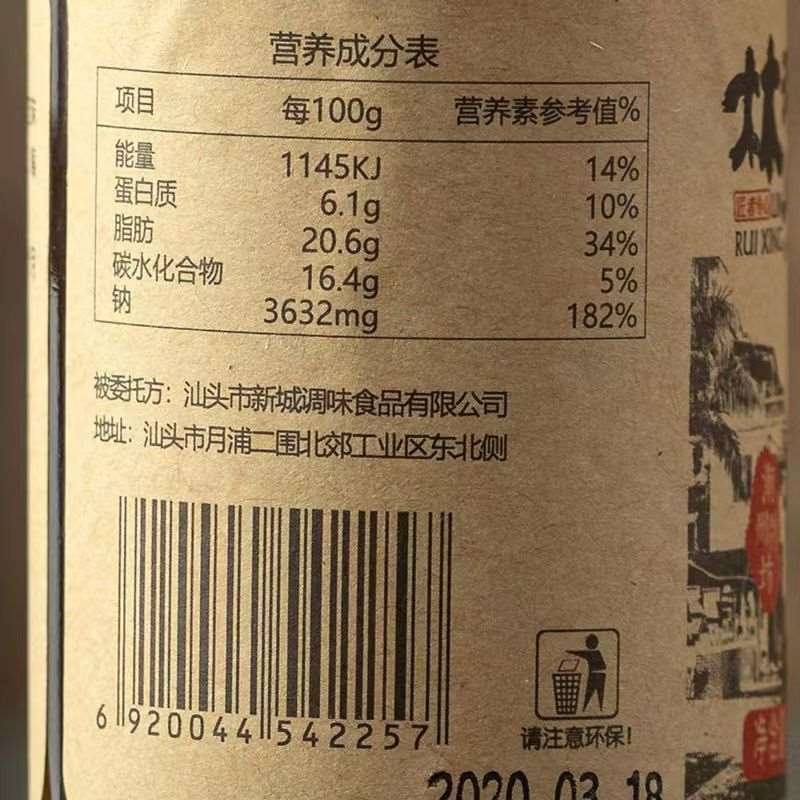 营养成分表
项目 每100g 营养素参考值%
能量 1145KJ 14%
蛋白质 6.1g 10%
脂肪 20.6g 34%
碳水化合物 16.4g 5%
钠 3632mg 182%
被委托方：汕头市新城调味食品有限公司
地址：汕头市月浦二围北郊工业区东北侧
6 920044 542257
请注意环保!
2020 03 18
RUI XING